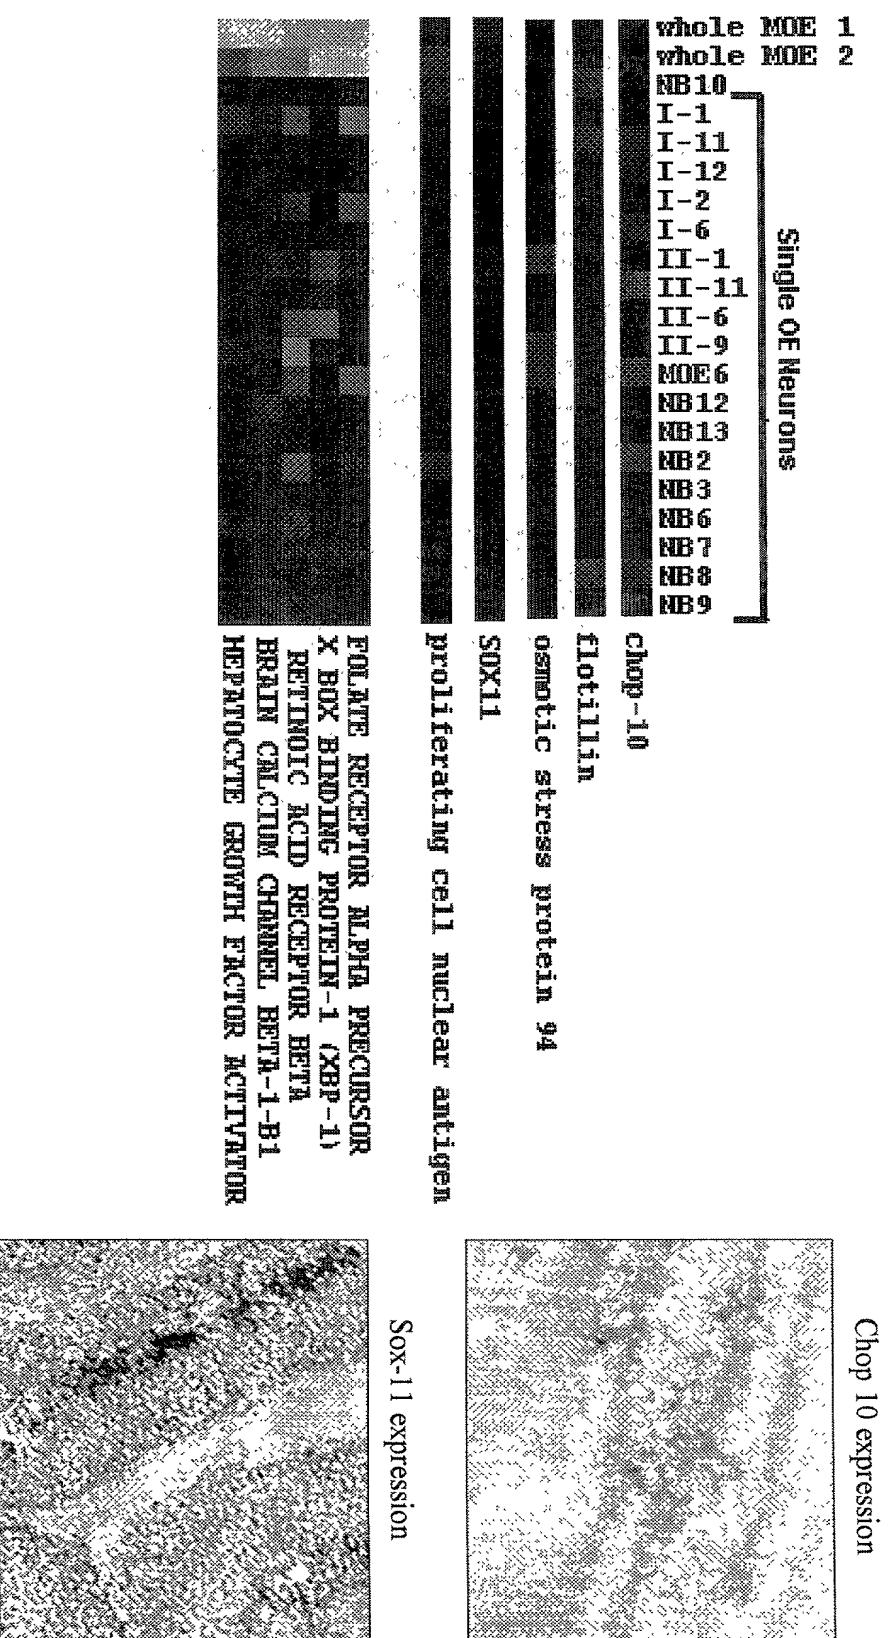 whole MOE 1
whole MOE 2
NB10
I-1
I-11
I-12
I-2
I-6
II-1
II-11
II-6
II-9
MOE6
NB12
NB13
NB2
NB3
NB6
NB7
NB8
NB9
Single OE Neurons
Chop-10
flotillin
osmotic stress protein 94
SOX11
proliferating cell nuclear antigen
FOLATE RECEPTOR ALPHA PRECURSOR
X BOX BINDING PROTEIN-1 (XBP-1)
RETINOIC ACID RECEPTOR BETA
BRAIN CALCIUM CHANNEL BETA-1-B1
HEPATOCYTE GROWTH FACTOR ACTIVATOR
Chop 10 expression
Sox-11 expression